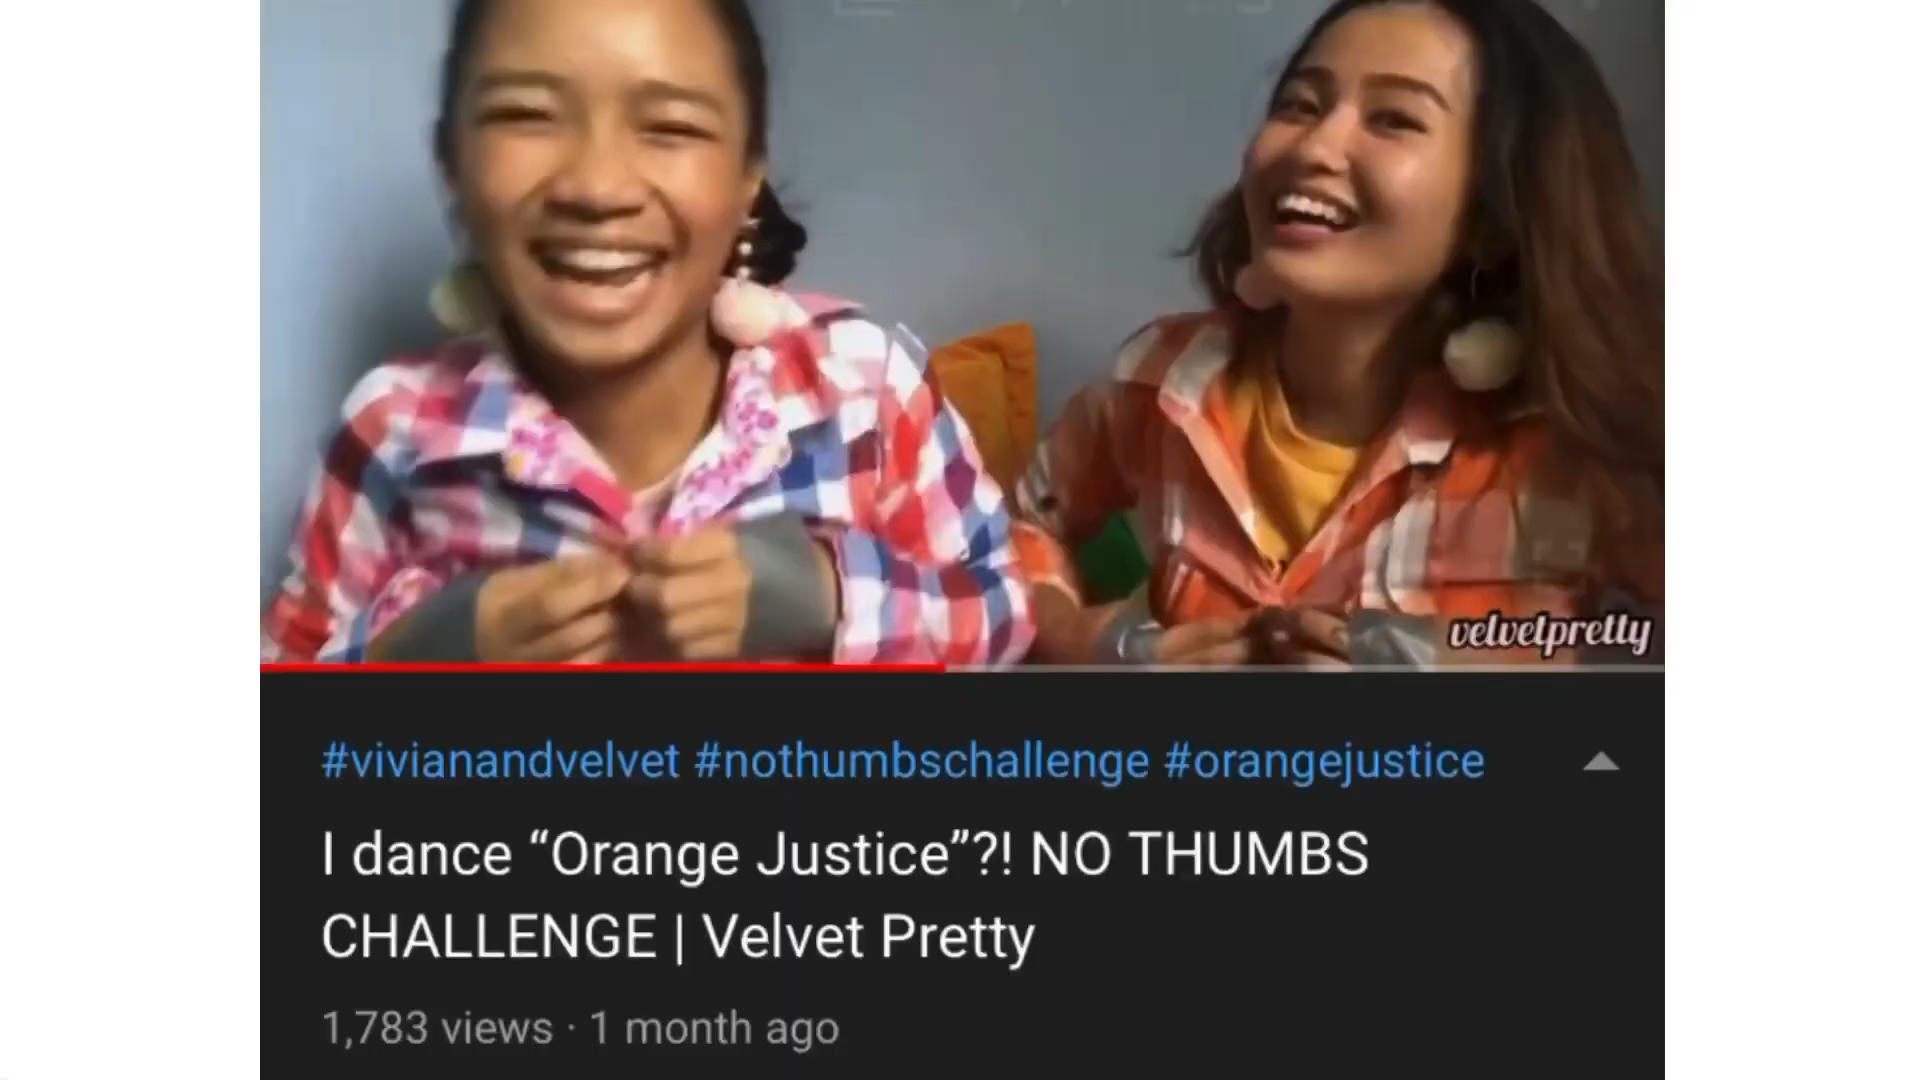 velvetpretty
#vivianandvelvet #nothumbschallenge #orangejustice
I dance “Orange Justice”?! NO THUMBS
CHALLENGE | Velvet Pretty
1,783 views · 1 month ago